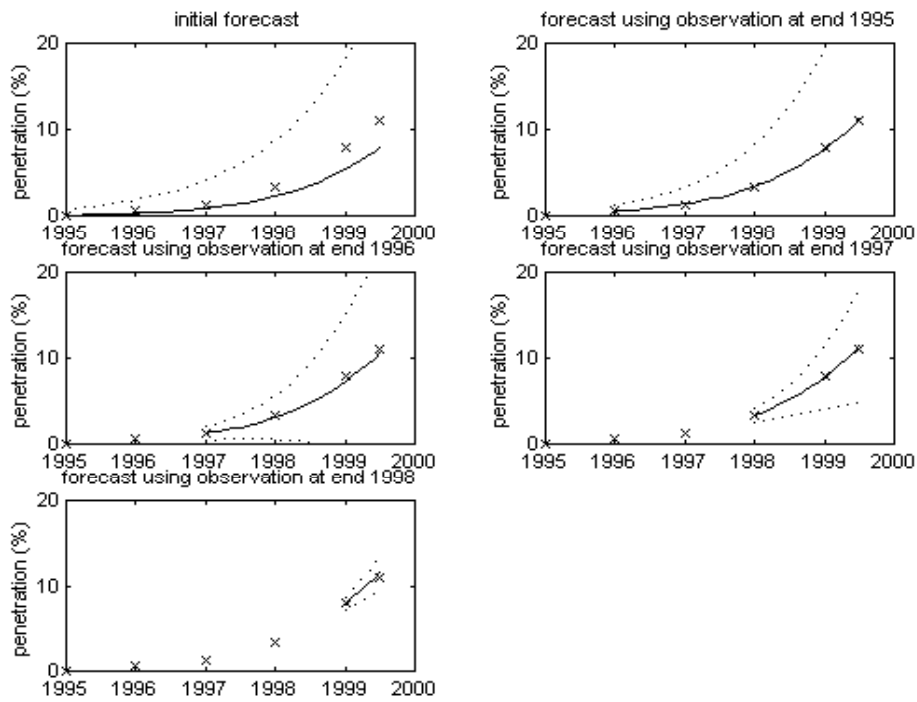 initial forecast
penetration (%)
20
10
0
1995 1996 1997 1998 1999 2000
forecast using observation at end 1995
penetration (%)
20
10
0
1995 1996 1997 1998 1999 2000
forecast using observation at end 1996
penetration (%)
20
10
0
1995 1996 1997 1998 1999 2000
forecast using observation at end 1997
penetration (%)
20
10
0
1995 1996 1997 1998 1999 2000
forecast using observation at end 1998
penetration (%)
20
10
0
1995 1996 1997 1998 1999 2000